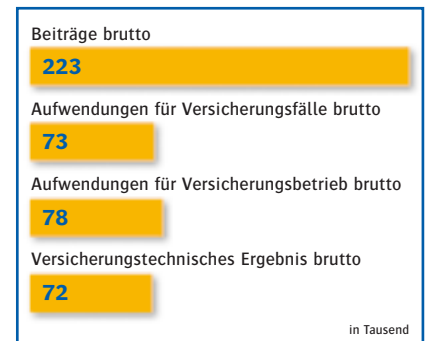 Beiträge brutto
223
Aufwendungen für Versicherungsfälle brutto
73
Aufwendungen für Versicherungsbetrieb brutto
78
Versicherungstechnisches Ergebnis brutto
72
in Tausend